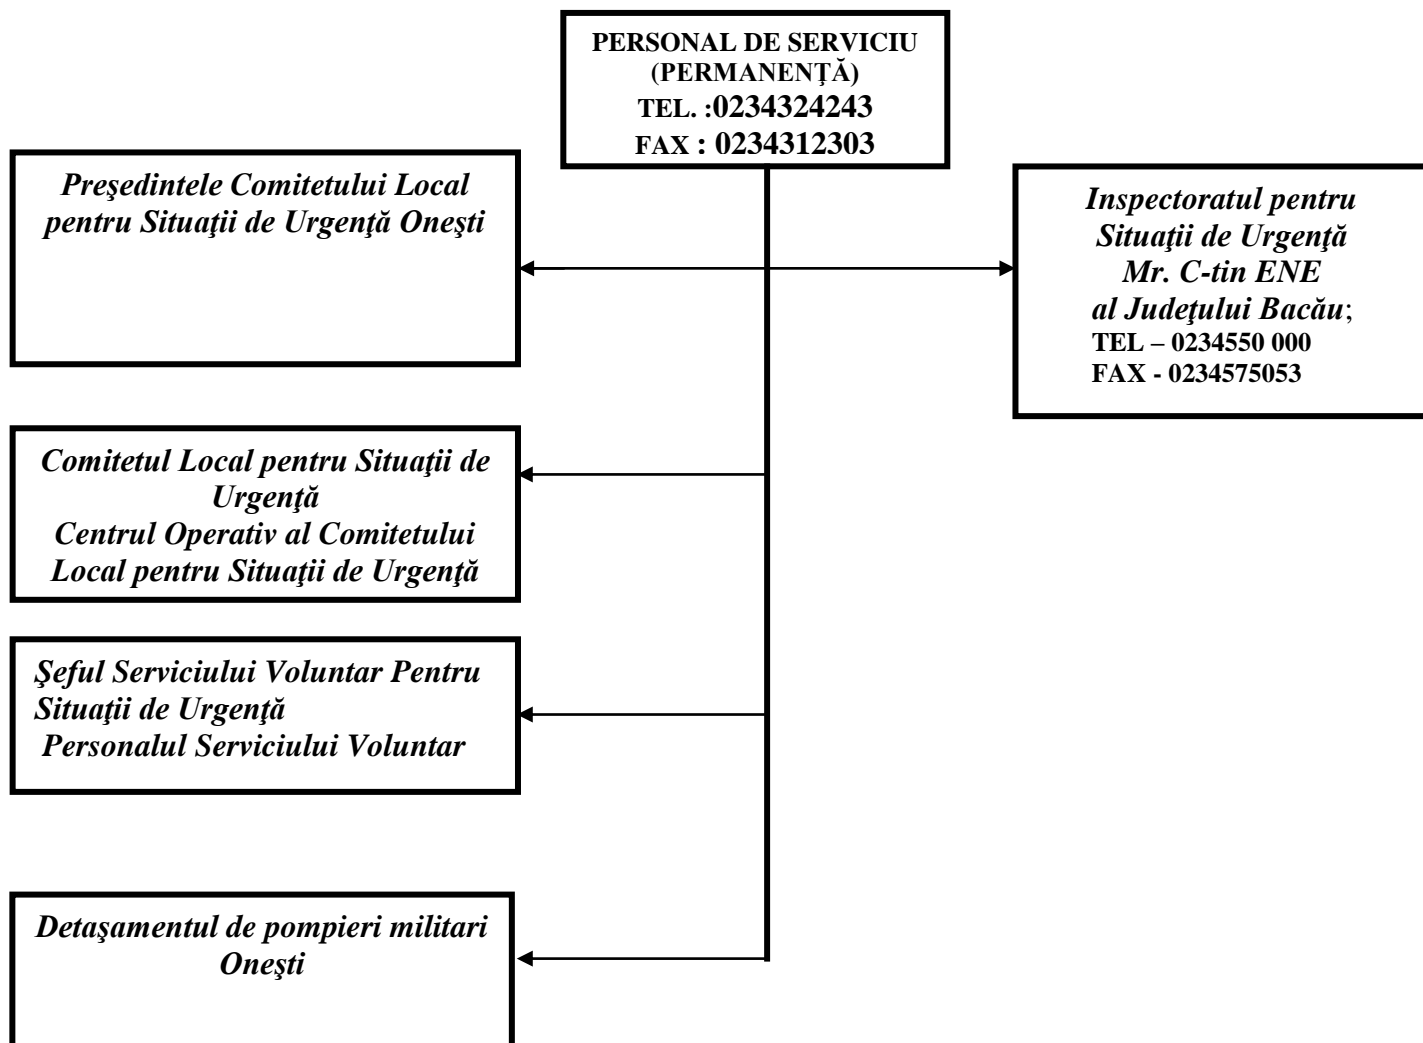 PERSONAL DE SERVICIU
(PERMANENŢĂ)
TEL. :0234324243
FAX : 0234312303
Preşedintele Comitetului Local
pentru Situaţii de Urgenţă Oneşti
Inspectoratul pentru
Situaţii de Urgenţă
Mr. C-tin ENE
al Judeţului Bacău;
TEL – 0234550 000
FAX - 0234575053
Comitetul Local pentru Situaţii de
Urgenţă
Centrul Operativ al Comitetului
Local pentru Situaţii de Urgenţă
Şeful Serviciului Voluntar Pentru
Situaţii de Urgenţă
Personalul Serviciului Voluntar
Detaşamentul de pompieri militari
Oneşti